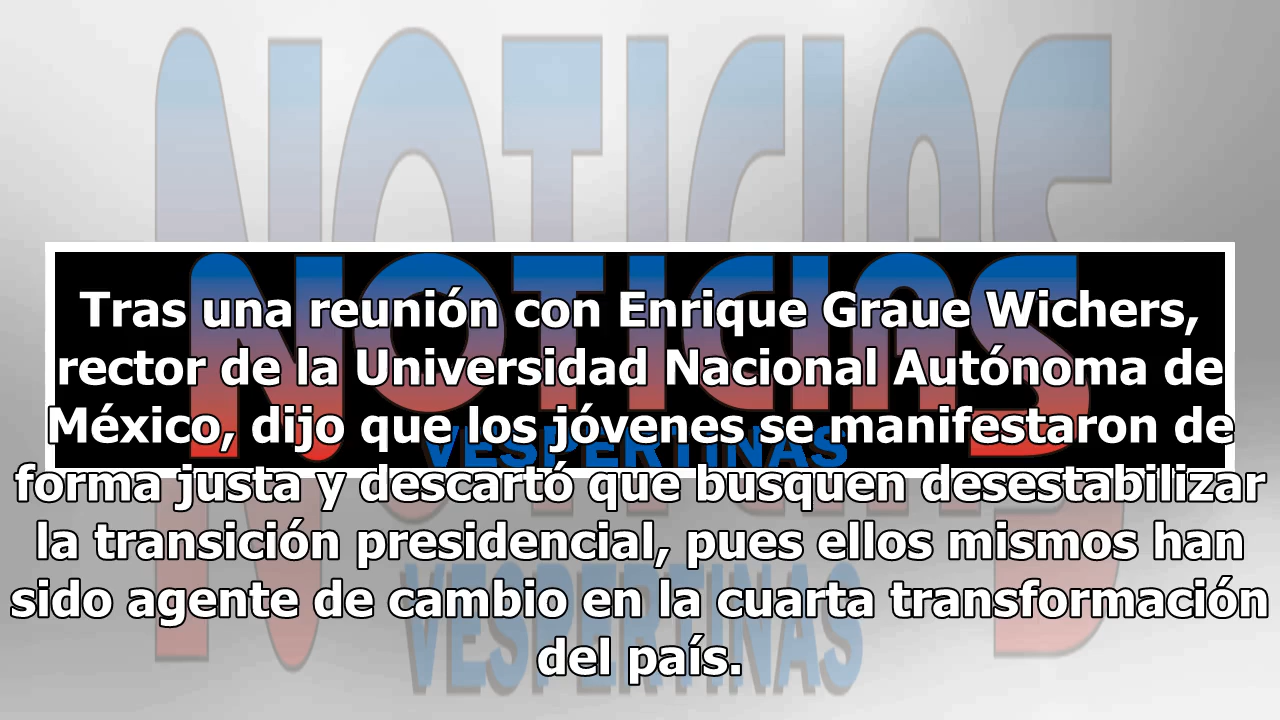 NOTICIAS
NOTICIAS
Tras una reunión con Enrique Graue Wichers,
rector de la Universidad Nacional Autónoma de
México, dijo que los jóvenes se manifestaron de
VESPERTINAS
forma justa y descartó que busquen desestabilizar
la transición presidencial, pues ellos mismos han
sido agente de cambio en la cuarta transformación
VESPERTINAS
del país.